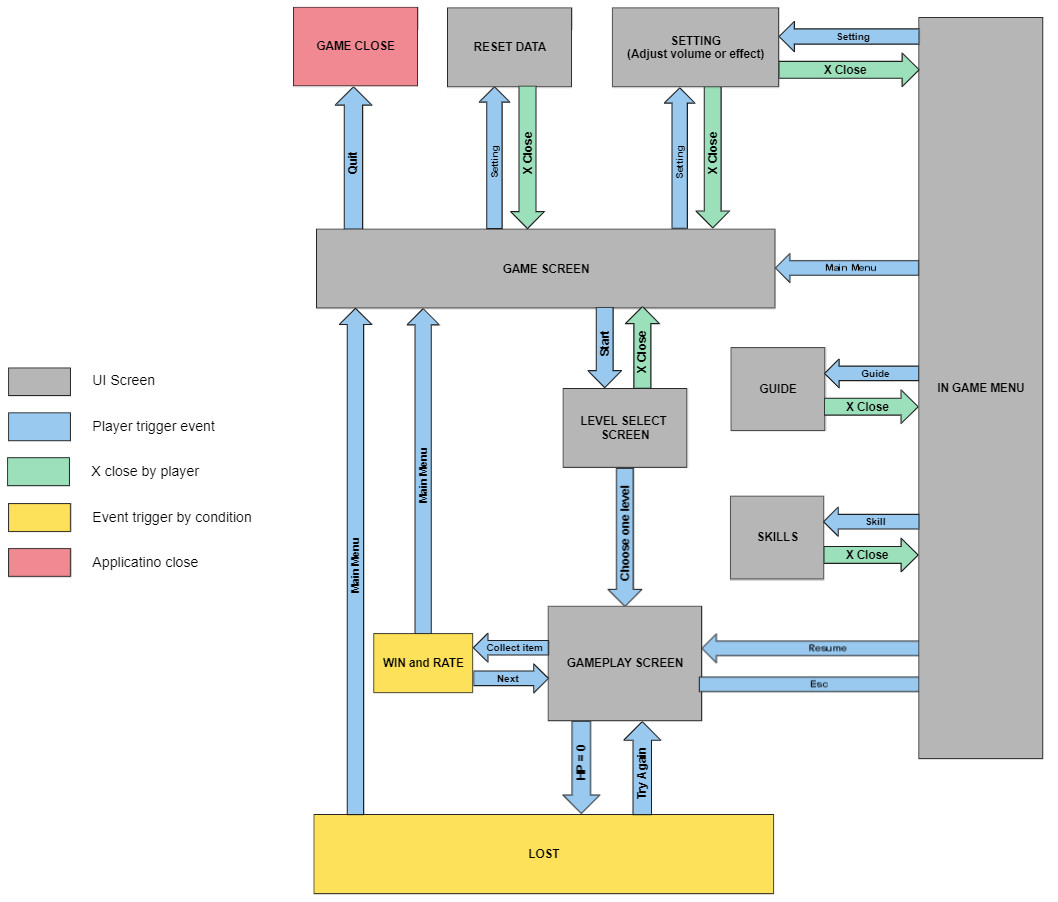 GAME CLOSE
RESET DATA
SETTING
(Adjust volume or effect)
Setting
X Close
Quit
Setting
X Close
Setting
X Close
GAME SCREEN
Main Menu
Start
X Close
GUIDE
Guide
X Close
IN GAME MENU
LEVEL SELECT
SCREEN
UI Screen
Player trigger event
X close by player
Event trigger by condition
Applicatino close
Main Menu
Main Menu
Choose one level
SKILLS
Skill
X Close
WIN and RATE
Collect item
Next
GAMEPLAY SCREEN
Resume
Esc
HP = 0
Try Again
LOST